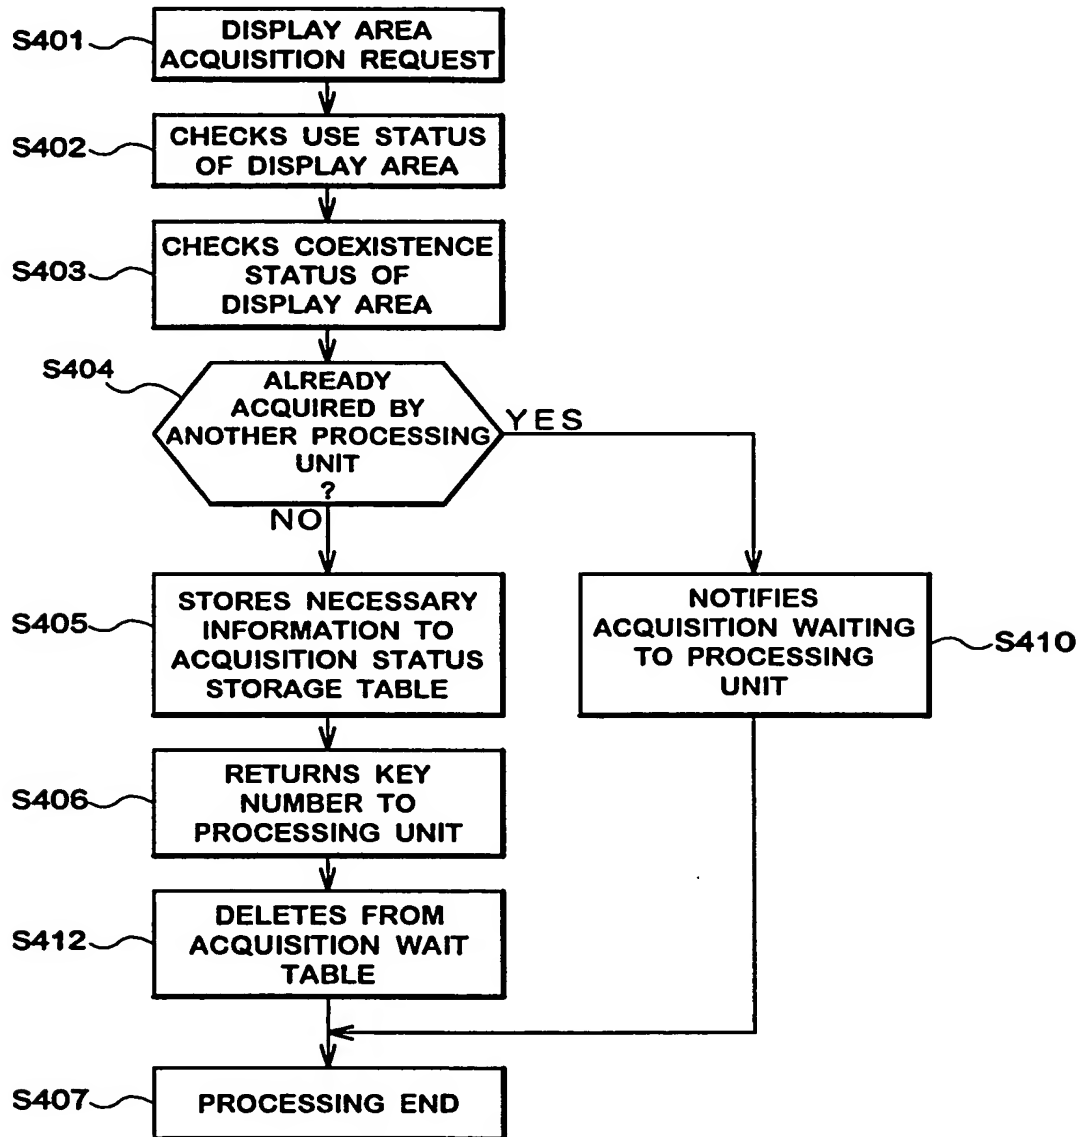 S401
DISPLAY AREA
ACQUISITION REQUEST
S402
CHECKS USE STATUS
OF DISPLAY AREA
S403
CHECKS COEXISTENCE
STATUS OF
DISPLAY AREA
S404
ALREADY
ACQUIRED BY
ANOTHER PROCESSING
UNIT
?
YES
NO
S405
STORES NECESSARY
INFORMATION TO
ACQUISITION STATUS
STORAGE TABLE
NOTIFIES
ACQUISITION WAITING
TO PROCESSING
UNIT
S410
S406
RETURNS KEY
NUMBER TO
PROCESSING UNIT
S412
DELETES FROM
ACQUISITION WAIT
TABLE
S407
PROCESSING END